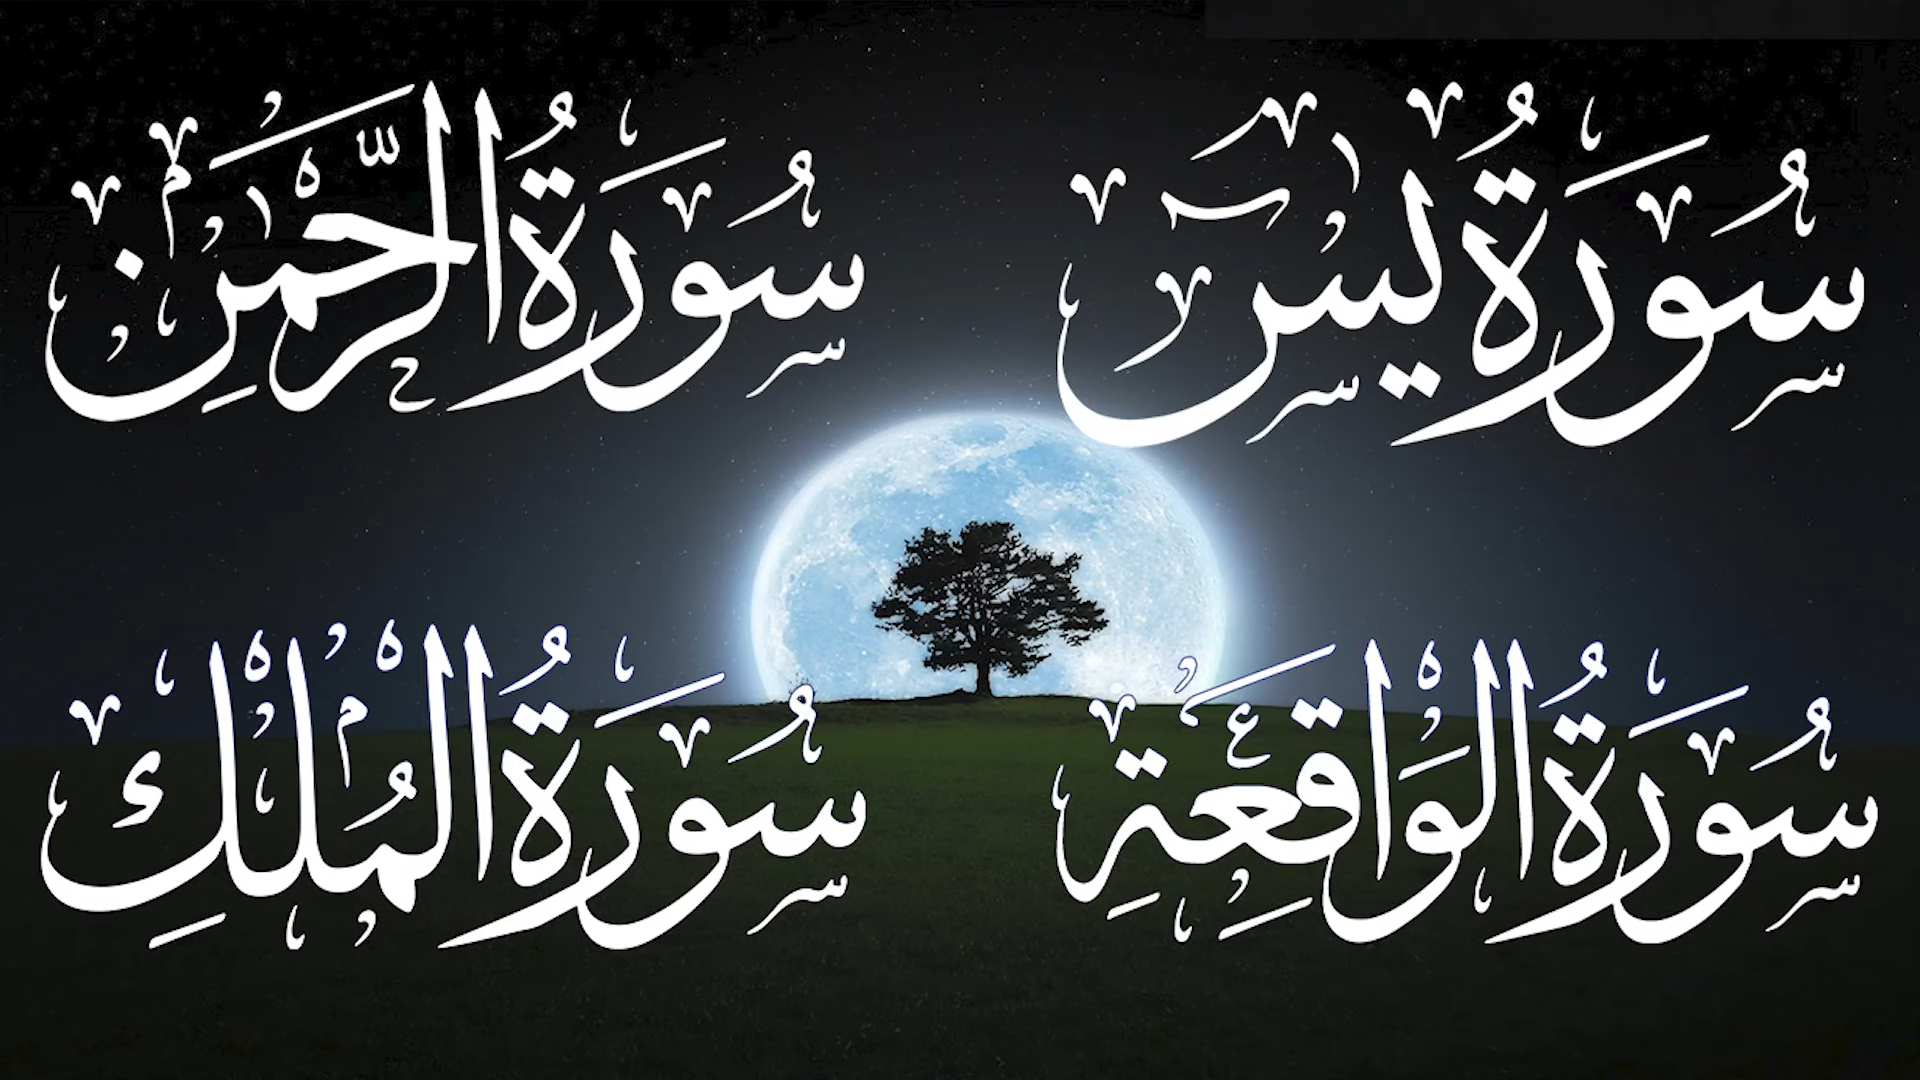 سُورَةُ يسٓ
سُورَةُ الرَّحْمَٰنِ
سُورَةُ الْوَاقِعَةِ
سُورَةُ الْمُلْكِ